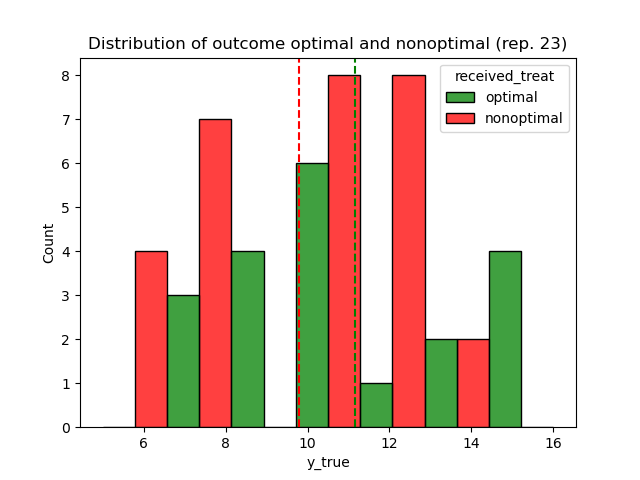 Distribution of outcome optimal and nonoptimal (rep. 23)
received_treat
optimal
nonoptimal
Count
8
7
6
5
4
3
2
1
0
6 8 10 12 14 16
y_true